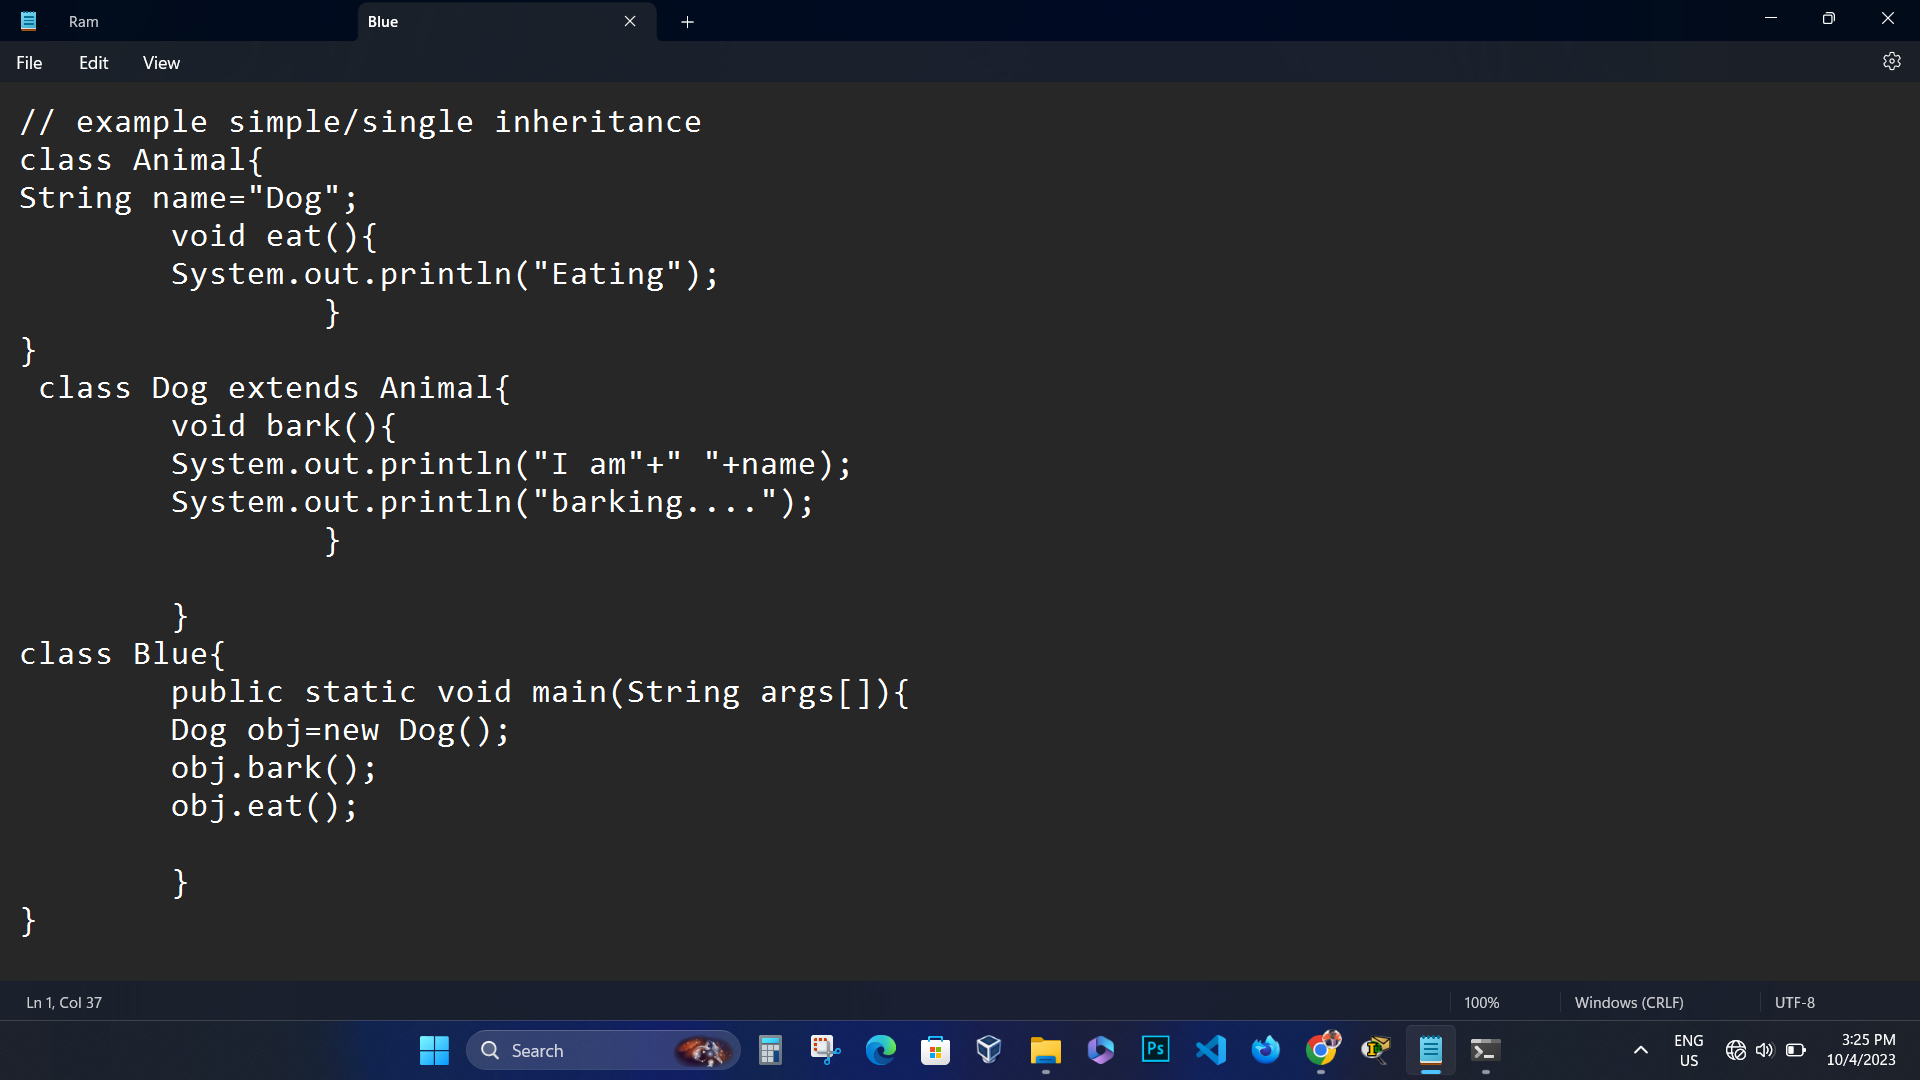 Ram
Blue
File Edit View
// example simple/single inheritance
class Animal{
String name="Dog";
        void eat(){
        System.out.println("Eating");
                }
}
 class Dog extends Animal{
        void bark(){
        System.out.println("I am"+" "+name);
        System.out.println("barking....");
                }

        }
class Blue{
        public static void main(String args[]){
        Dog obj=new Dog();
        obj.bark();
        obj.eat();

        }
}
Ln 1, Col 37 100% Windows (CRLF) UTF-8
Search Ps ENG 3:25 PM
US 10/4/2023